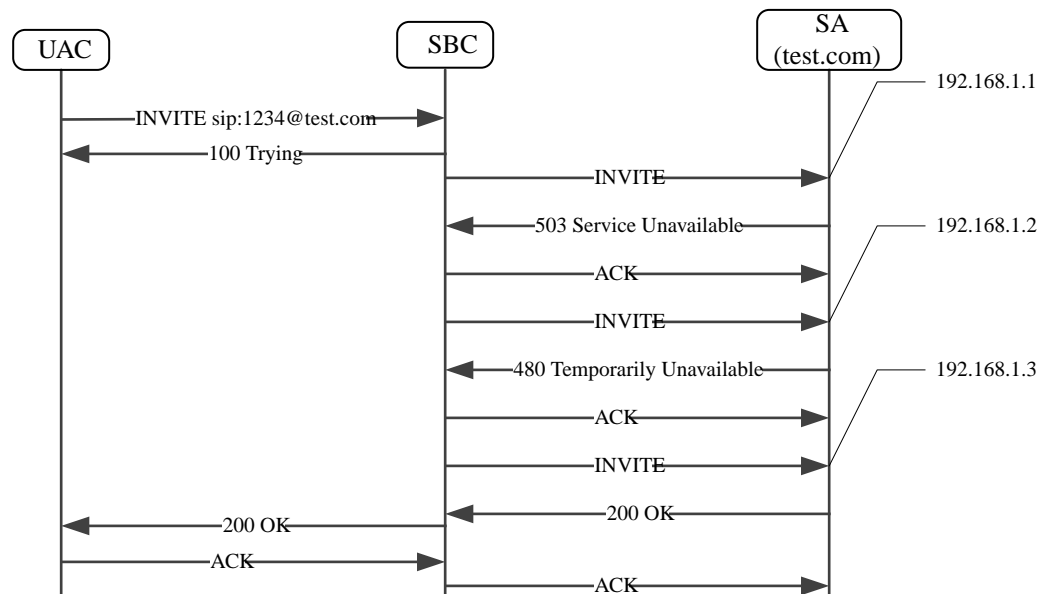 UAC
SBC
SA
(test.com)
192.168.1.1
INVITE sip:1234@test.com
100 Trying
INVITE
503 Service Unavailable
192.168.1.2
ACK
INVITE
480 Temporarily Unavailable
192.168.1.3
ACK
INVITE
200 OK
200 OK
ACK
ACK